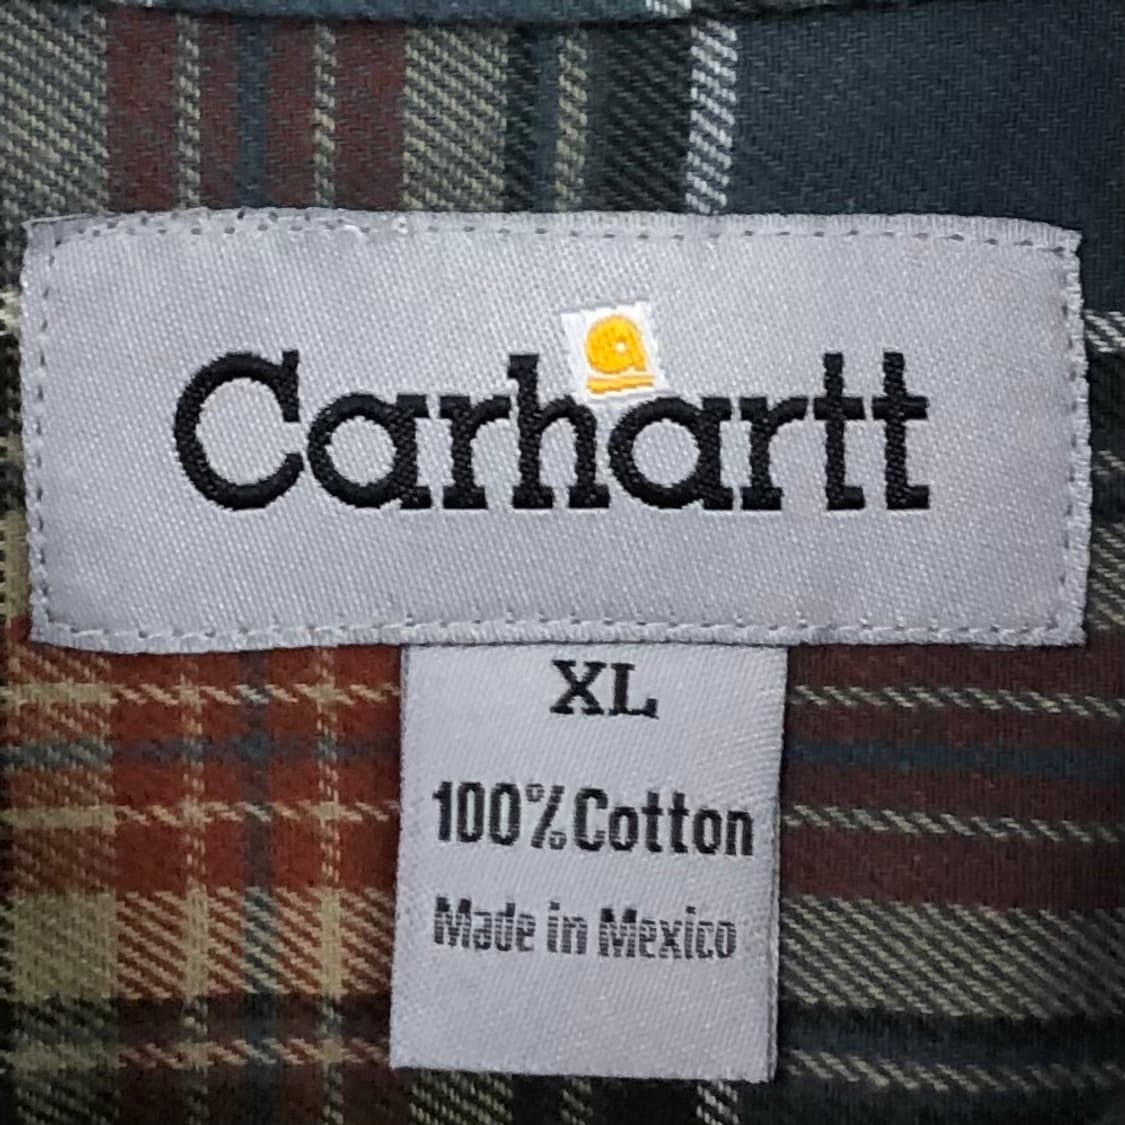 Carhartt
XL
100% Cotton
Made in Mexico